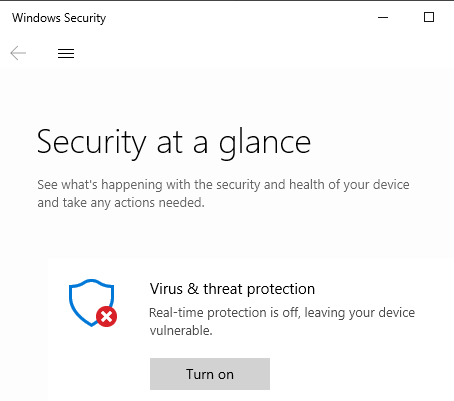 Windows Security
Security at a glance
See what's happening with the security and health of your device
and take any actions needed.
Virus & threat protection
Real-time protection is off, leaving your device
vulnerable.
Turn on